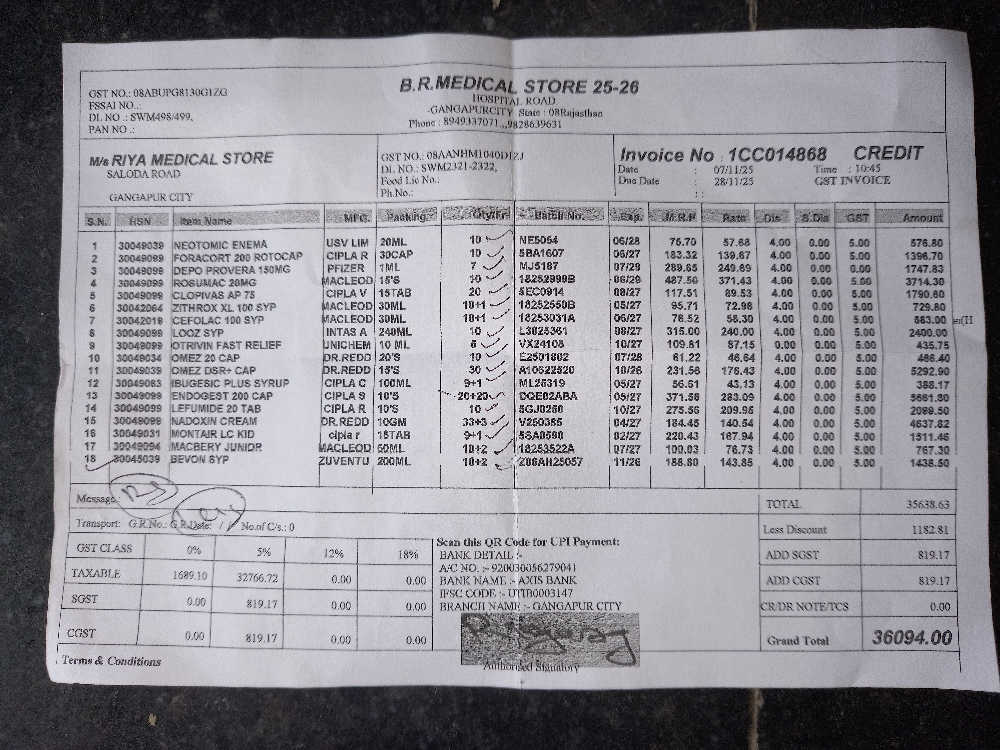 B.R.MEDICAL STORE 25-26
HOSPITAL ROAD
GST NO.: 08ABUPG8130G1ZG
-GANGAPURCITY State : 08Rajasthan
FSSAI NO..:
Phone : 8949337071,,,9828639631
DL NO .: SWM498/499,
PAN NO .:
M/s RIYA MEDICAL STORE
SALODA ROAD
GANGAPUR CITY
GST NO.: 08AANHM1040D1ZJ
DL NO.: SWM2321-2322,
Food Lic No.:
Ph.No.:
Invoice No : 1CC014868 CREDIT
Date : 07/11/25 Time : 10:45
Due Date : 28/11/25 GST INVOICE
S.N. HSN Item Name MFG. Packing Qty/Fr Batch No. Exp. M.R.P Rate Dis S.Dis GST Amount
1 30049039 NEOTOMIC ENEMA USV LIM 20ML 10 NE5054 06/28 76.70 57.68 4.00 0.00 5.00 576.80
2 30049099 FORACORT 200 ROTOCAP CIPLA R 30CAP 10 5BA1607 06/27 183.32 139.67 4.00 0.00 5.00 1396.70
3 30049099 DEPO PROVERA 150MG PFIZER 1ML 7 MJ5187 07/29 289.65 249.69 4.00 0.00 5.00 1747.83
4 30049099 ROSUMAC 20MG MACLEOD 15'S 10 18252999B 06/29 487.50 371.43 4.00 0.00 5.00 3714.30
5 30049099 CLOPIVAS AP 75 CIPLA V 15TAB 20 5EC0914 08/27 117.51 89.53 4.00 0.00 5.00 1790.60
6 30042064 ZITHROX XL 100 SYP MACLEOD 30ML 10+1 18252550B 05/27 95.71 72.98 4.00 0.00 5.00 729.80
7 30042019 CEFOLAC 100 SYP MACLEOD 30ML 10+1 18253031A 06/27 76.52 58.30 4.00 0.00 5.00 583.00
8 30049099 LOOZ SYP INTAS A 240ML 10 L3025361 08/27 315.00 240.00 4.00 0.00 5.00 2400.00
9 30049099 OTRIVIN FAST RELIEF UNICHEM 10 ML 5 VX24108 10/27 109.81 87.15 0.00 0.00 5.00 435.75
10 30049034 OMEZ 20 CAP DR.REDD 20'S 10 E2501802 07/28 61.22 46.64 4.00 0.00 5.00 466.40
11 30049039 OMEZ DSR+ CAP DR.REDD 15'S 30 A10622520 10/26 231.56 176.43 4.00 0.00 5.00 5292.90
12 30049063 IBUGESIC PLUS SYRUP CIPLA C 100ML 9+1 ML25319 05/27 56.61 43.13 4.00 0.00 5.00 388.17
13 30049099 ENDOGEST 200 CAP CIPLA S 10'S 20+20 DGE02ABA 05/27 371.56 283.09 4.00 0.00 5.00 5661.80
14 30049099 LEFUMIDE 20 TAB CIPLA R 10'S 10 5GJ0260 10/27 275.56 209.95 4.00 0.00 5.00 2099.50
15 30049099 NADOXIN CREAM DR.REDD 10GM 33+3 V250385 04/27 184.45 140.54 4.00 0.00 5.00 4637.82
16 30049031 MONTAIR LC KID cipla r 15TAB 9+1 5SA0590 02/27 220.43 167.94 4.00 0.00 5.00 1511.46
17 30049094 MACBERY JUNIOR MACLEOD 60ML 10+2 18253522A 07/27 100.03 76.73 4.00 0.00 5.00 767.30
18 30045039 BEVON SYP ZUVENTU 200ML 10+2 Z06AH25057 11/26 188.80 143.85 4.00 0.00 5.00 1438.50
Message:
Transport: G.R.No.: G.R.Date: / / No.of C/s.: 0
GST CLASS 0% 5% 12% 18%
TAXABLE 1689.10 32766.72 0.00 0.00
SGST 0.00 819.17 0.00 0.00
CGST 0.00 819.17 0.00 0.00
Terms & Conditions
Scan this QR Code for UPI Payment:
BANK DETAIL :-
A/C NO. :- 920030056279041
BANK NAME :- AXIS BANK
IFSC CODE :- UTIB0003147
BRANCH NAME :- GANGAPUR CITY
Authorised Signatory
TOTAL 35638.63
Less Discount 1182.81
ADD SGST 819.17
ADD CGST 819.17
CR/DR NOTE/TCS 0.00
Grand Total 36094.00